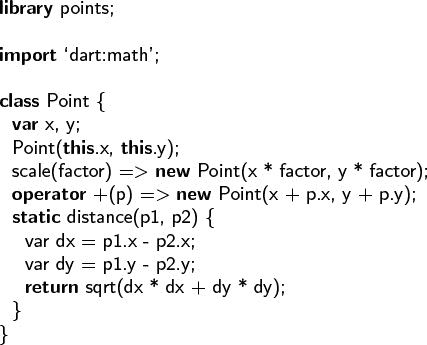 library points;
import ‘dart:math’;
class Point {
var x, y;
Point(this.x, this.y);
scale(factor) => new Point(x * factor, y * factor);
operator +(p) => new Point(x + p.x, y + p.y);
static distance(p1, p2) {
var dx = p1.x - p2.x;
var dy = p1.y - p2.y;
return sqrt(dx * dx + dy * dy);
}
}